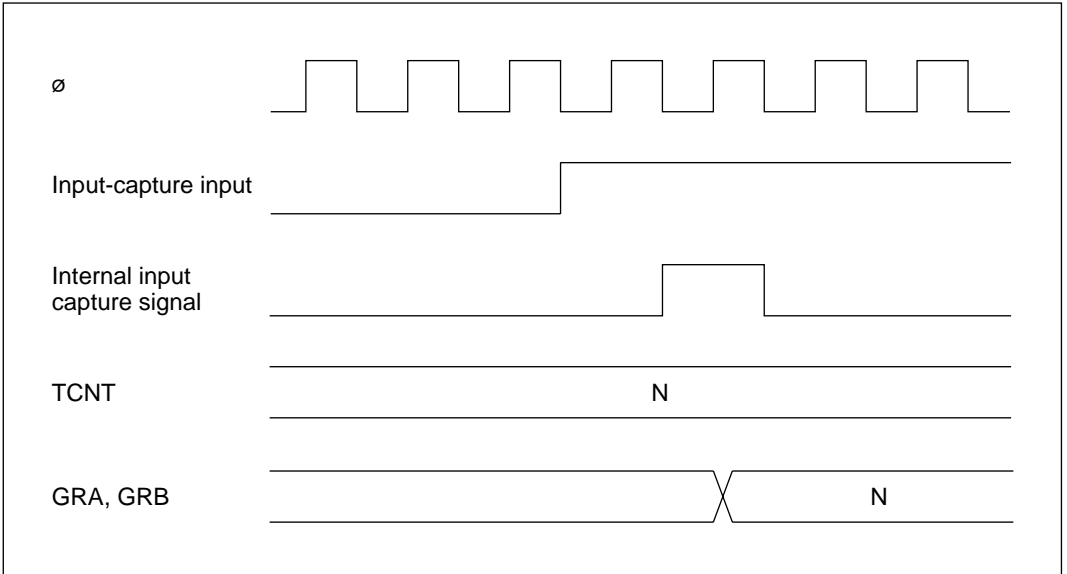 ø
Input-capture input
Internal input
capture signal
TCNT
N
GRA, GRB
N